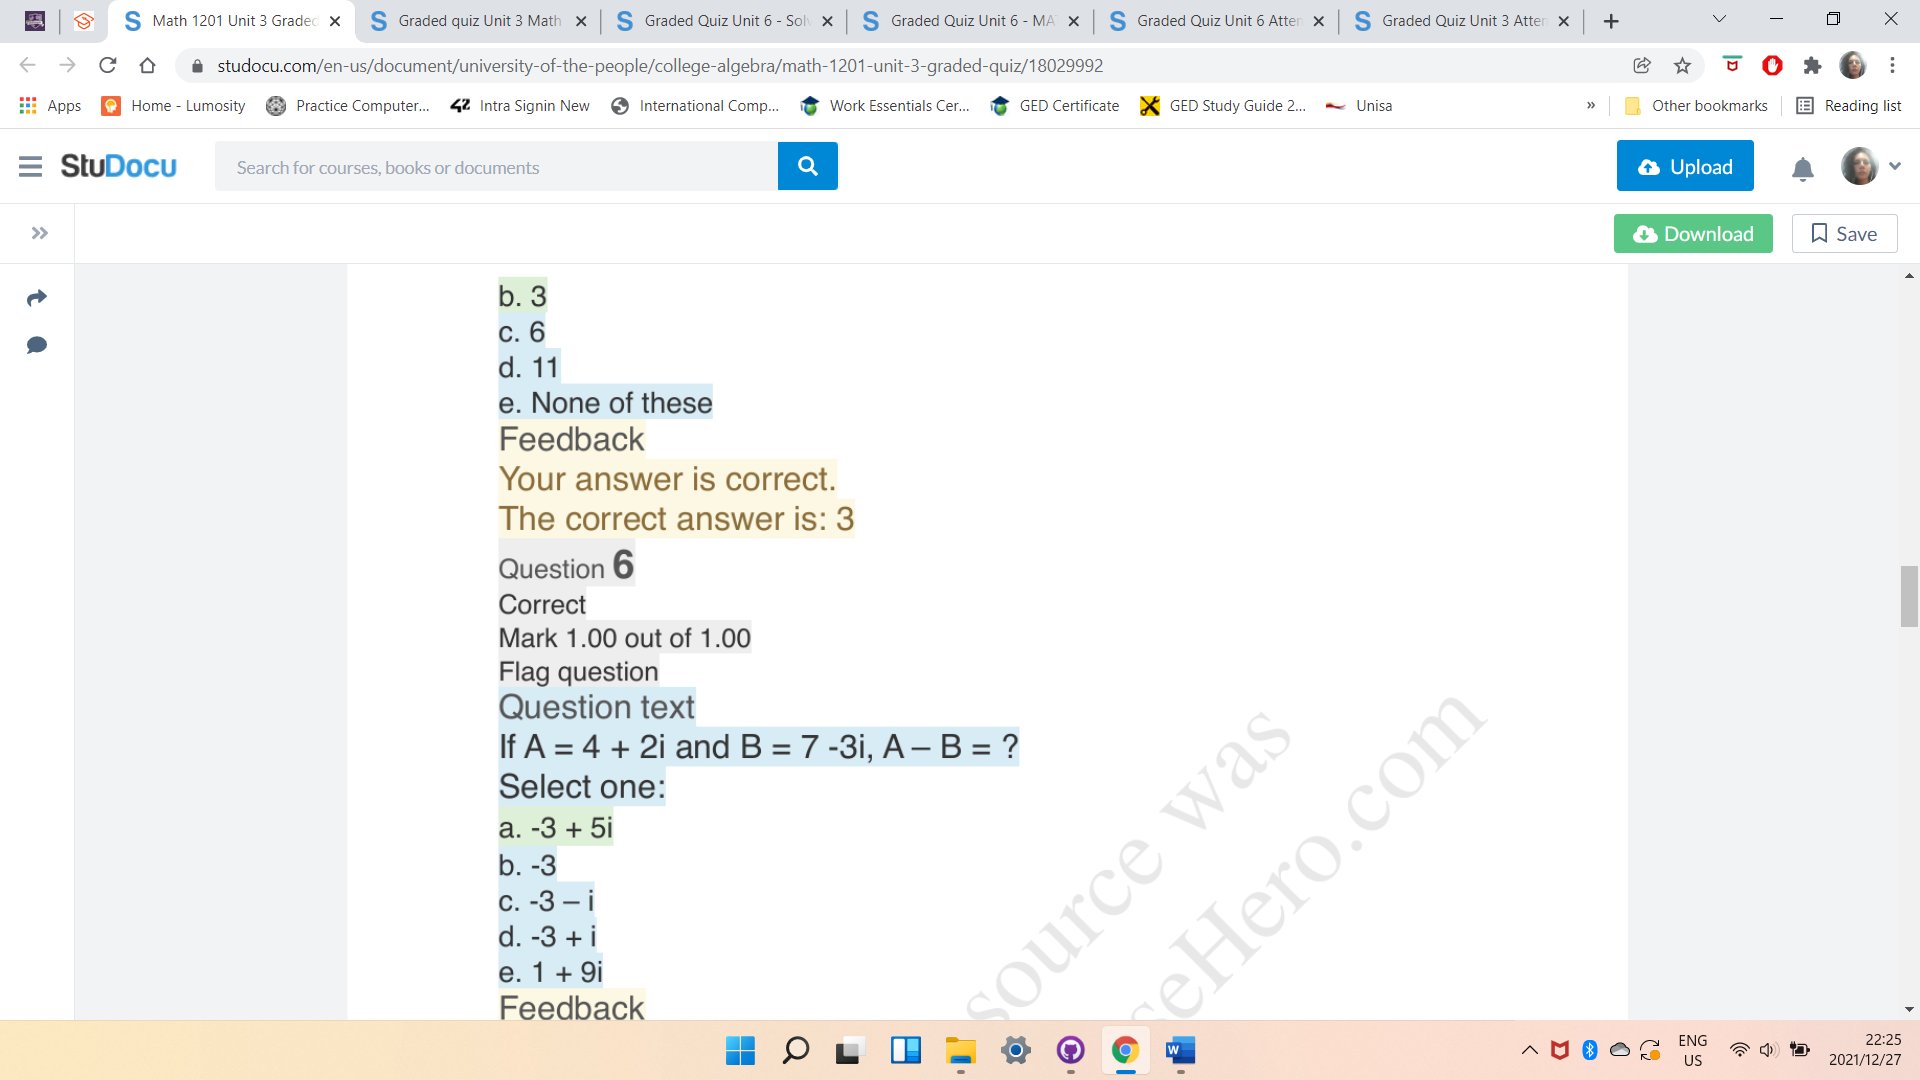 Math 1201 Unit 3 Graded
Graded quiz Unit 3 Math
Graded Quiz Unit 6 - Solv
Graded Quiz Unit 6 - MAT
Graded Quiz Unit 6 Atten
Graded Quiz Unit 3 Atten
studocu.com/en-us/document/university-of-the-people/college-algebra/math-1201-unit-3-graded-quiz/18029992
Apps
Home - Lumosity
Practice Computer...
Intra Signin New
International Comp...
Work Essentials Cer...
GED Certificate
GED Study Guide 2...
Unisa
»
Other bookmarks
Reading list
StuDocu
Search for courses, books or documents
Upload
Download
Save
b. 3
c. 6
d. 11
e. None of these
Feedback
Your answer is correct.
The correct answer is: 3
Question 6
Correct
Mark 1.00 out of 1.00
Flag question
Question text
If A = 4 + 2i and B = 7 -3i, A – B = ?
Select one:
a. -3 + 5i
b. -3
c. -3 – i
d. -3 + i
e. 1 + 9i
Feedback
source was
seHero.com
ENG
US
22:25
2021/12/27